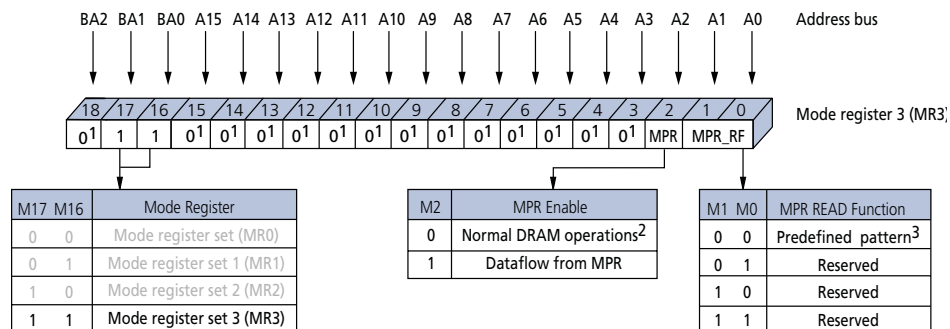 BA2 BA1 BA0 A15 A14 A13 A12 A11 A10 A9 A8 A7 A6 A5 A4 A3 A2 A1 A0 Address bus
18 17 16 15 14 13 12 11 10 9 8 7 6 5 4 3 2 1 0 Mode register 3 (MR3)
0¹ 1 1 0¹ 0¹ 0¹ 0¹ 0¹ 0¹ 0¹ 0¹ 0¹ 0¹ 0¹ 0¹ 0¹ MPR MPR_RF
M17 M16 Mode Register
0 0 Mode register set (MR0)
0 1 Mode register set 1 (MR1)
1 0 Mode register set 2 (MR2)
1 1 Mode register set 3 (MR3)
M2 MPR Enable
0 Normal DRAM operations²
1 Dataflow from MPR
M1 M0 MPR READ Function
0 0 Predefined pattern³
0 1 Reserved
1 0 Reserved
1 1 Reserved